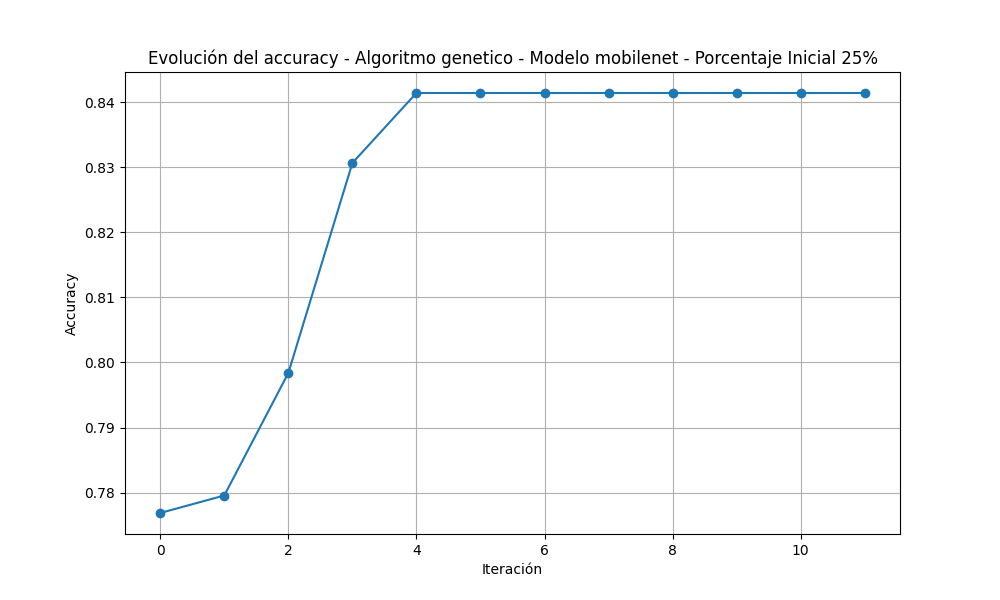 Evolución del accuracy - Algoritmo genetico - Modelo mobilenet - Porcentaje Inicial 25%
Accuracy
0.84
0.83
0.82
0.81
0.80
0.79
0.78
0 2 4 6 8 10
Iteración